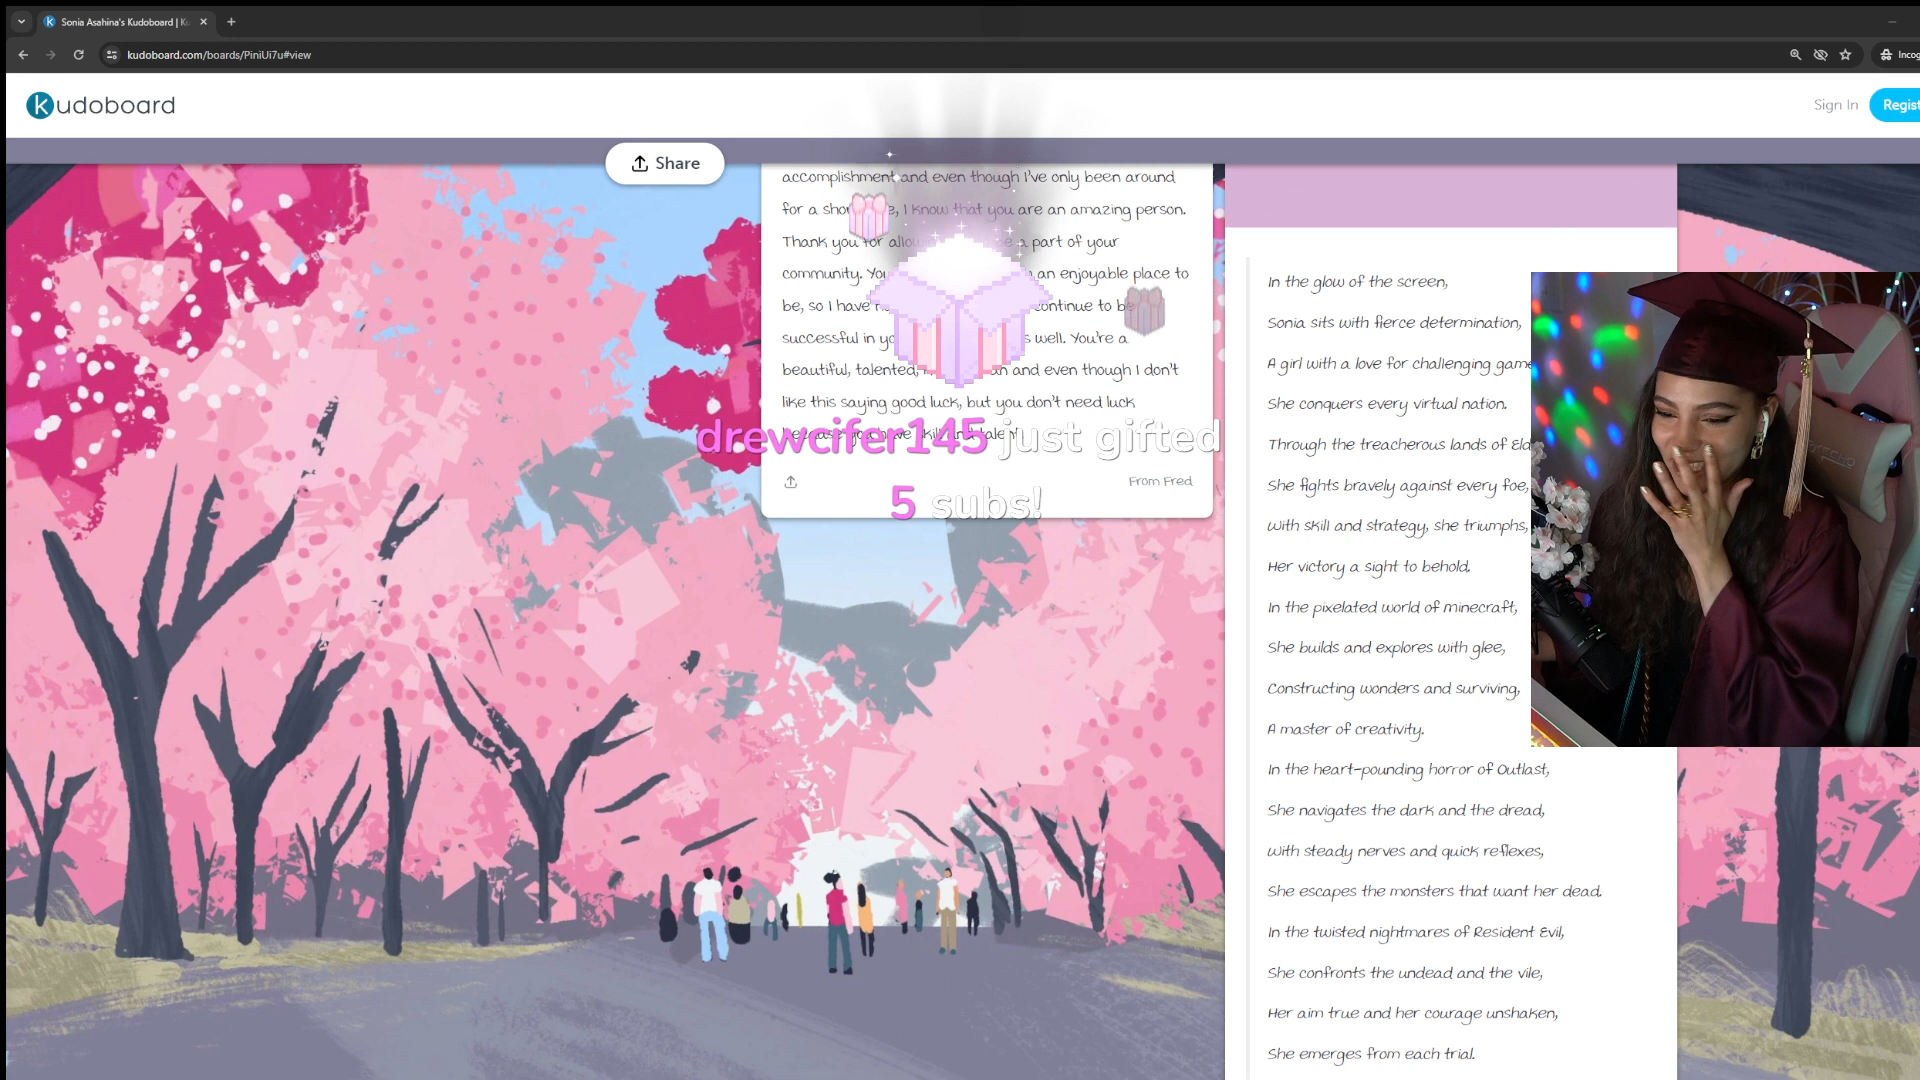 Sonia Asahina's Kudoboard | Ku
kudoboard.com/boards/PiniUi7u#view
Incog
kudoboard
Sign In
Regist
Share
accomplishment and even though I've only been around
for a shor e, I know that you are an amazing person.
Thank you for allo e a part of your
community. You an enjoyable place to
be, so I have continue to be
successful in yo s well. You're a
beautiful, talented, and even though I don't
like this saying good luck, but you don't need luck
drewcifer145 just gifted
5 subs!
From Fred
In the glow of the screen,
Sonia sits with fierce determination,
A girl with a love for challenging game
She conquers every virtual nation.
Through the treacherous lands of Eld
She fights bravely against every foe,
With skill and strategy, she triumphs,
Her victory a sight to behold.
In the pixelated world of minecraft,
She builds and explores with glee,
Constructing wonders and surviving,
A master of creativity.
In the heart-pounding horror of Outlast,
She navigates the dark and the dread,
With steady nerves and quick reflexes,
She escapes the monsters that want her dead.
In the twisted nightmares of Resident Evil,
She confronts the undead and the vile,
Her aim true and her courage unshaken,
She emerges from each trial.